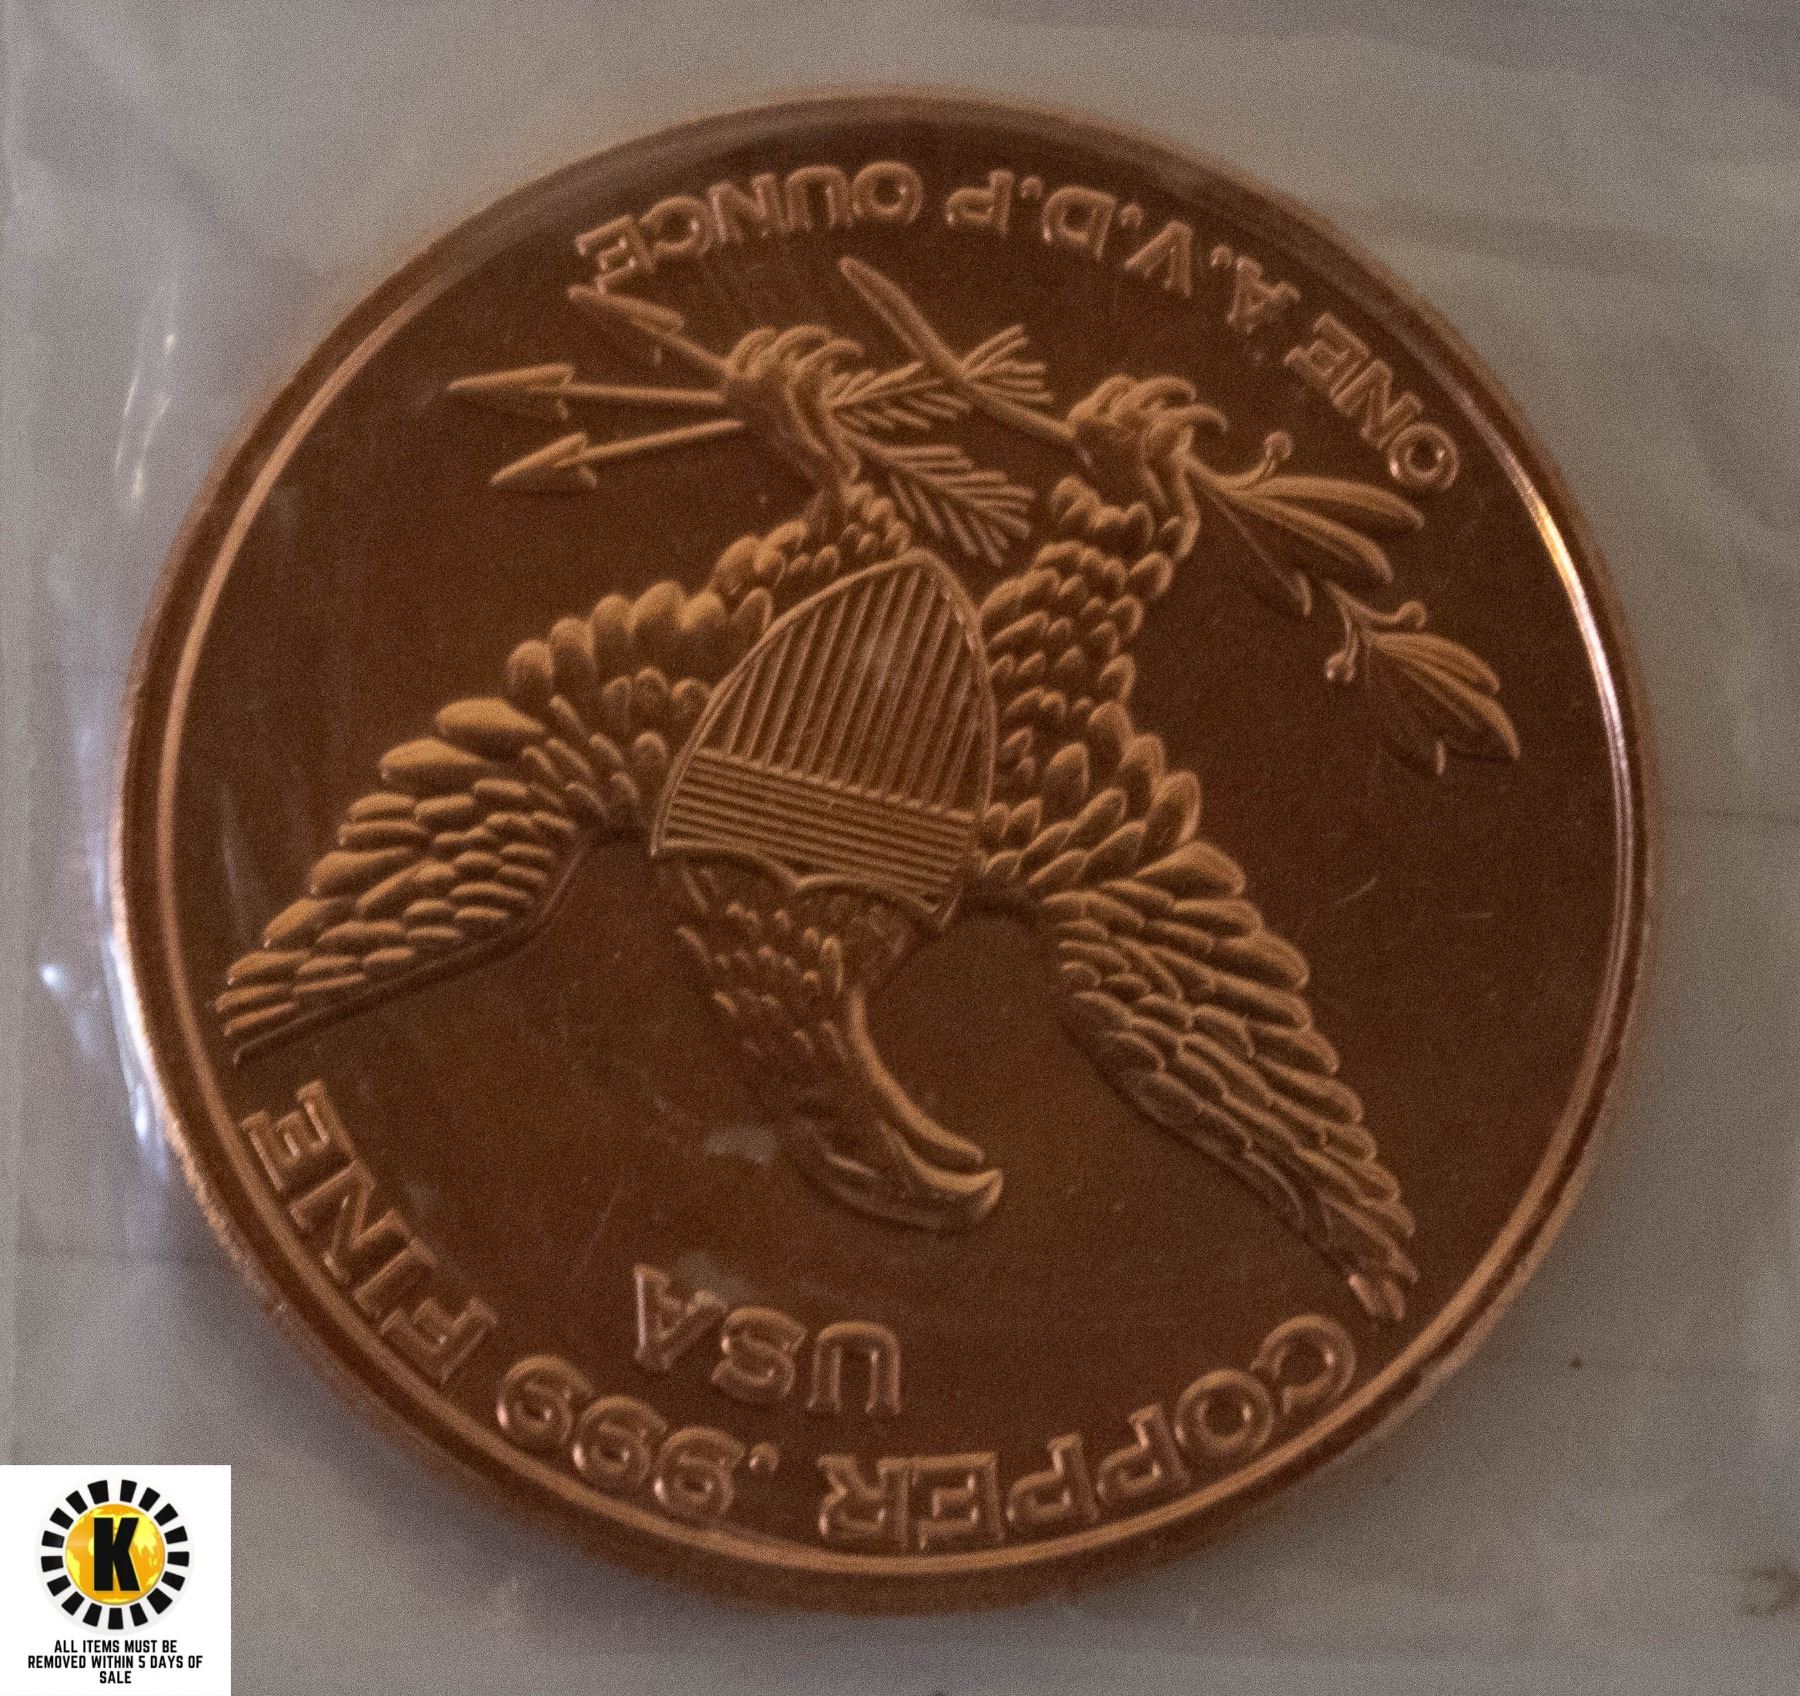 COPPER .999 FINE
USA
ONE A.V.D.P OUNCE
K
ALL ITEMS MUST BE
REMOVED WITHIN 5 DAYS OF
SALE